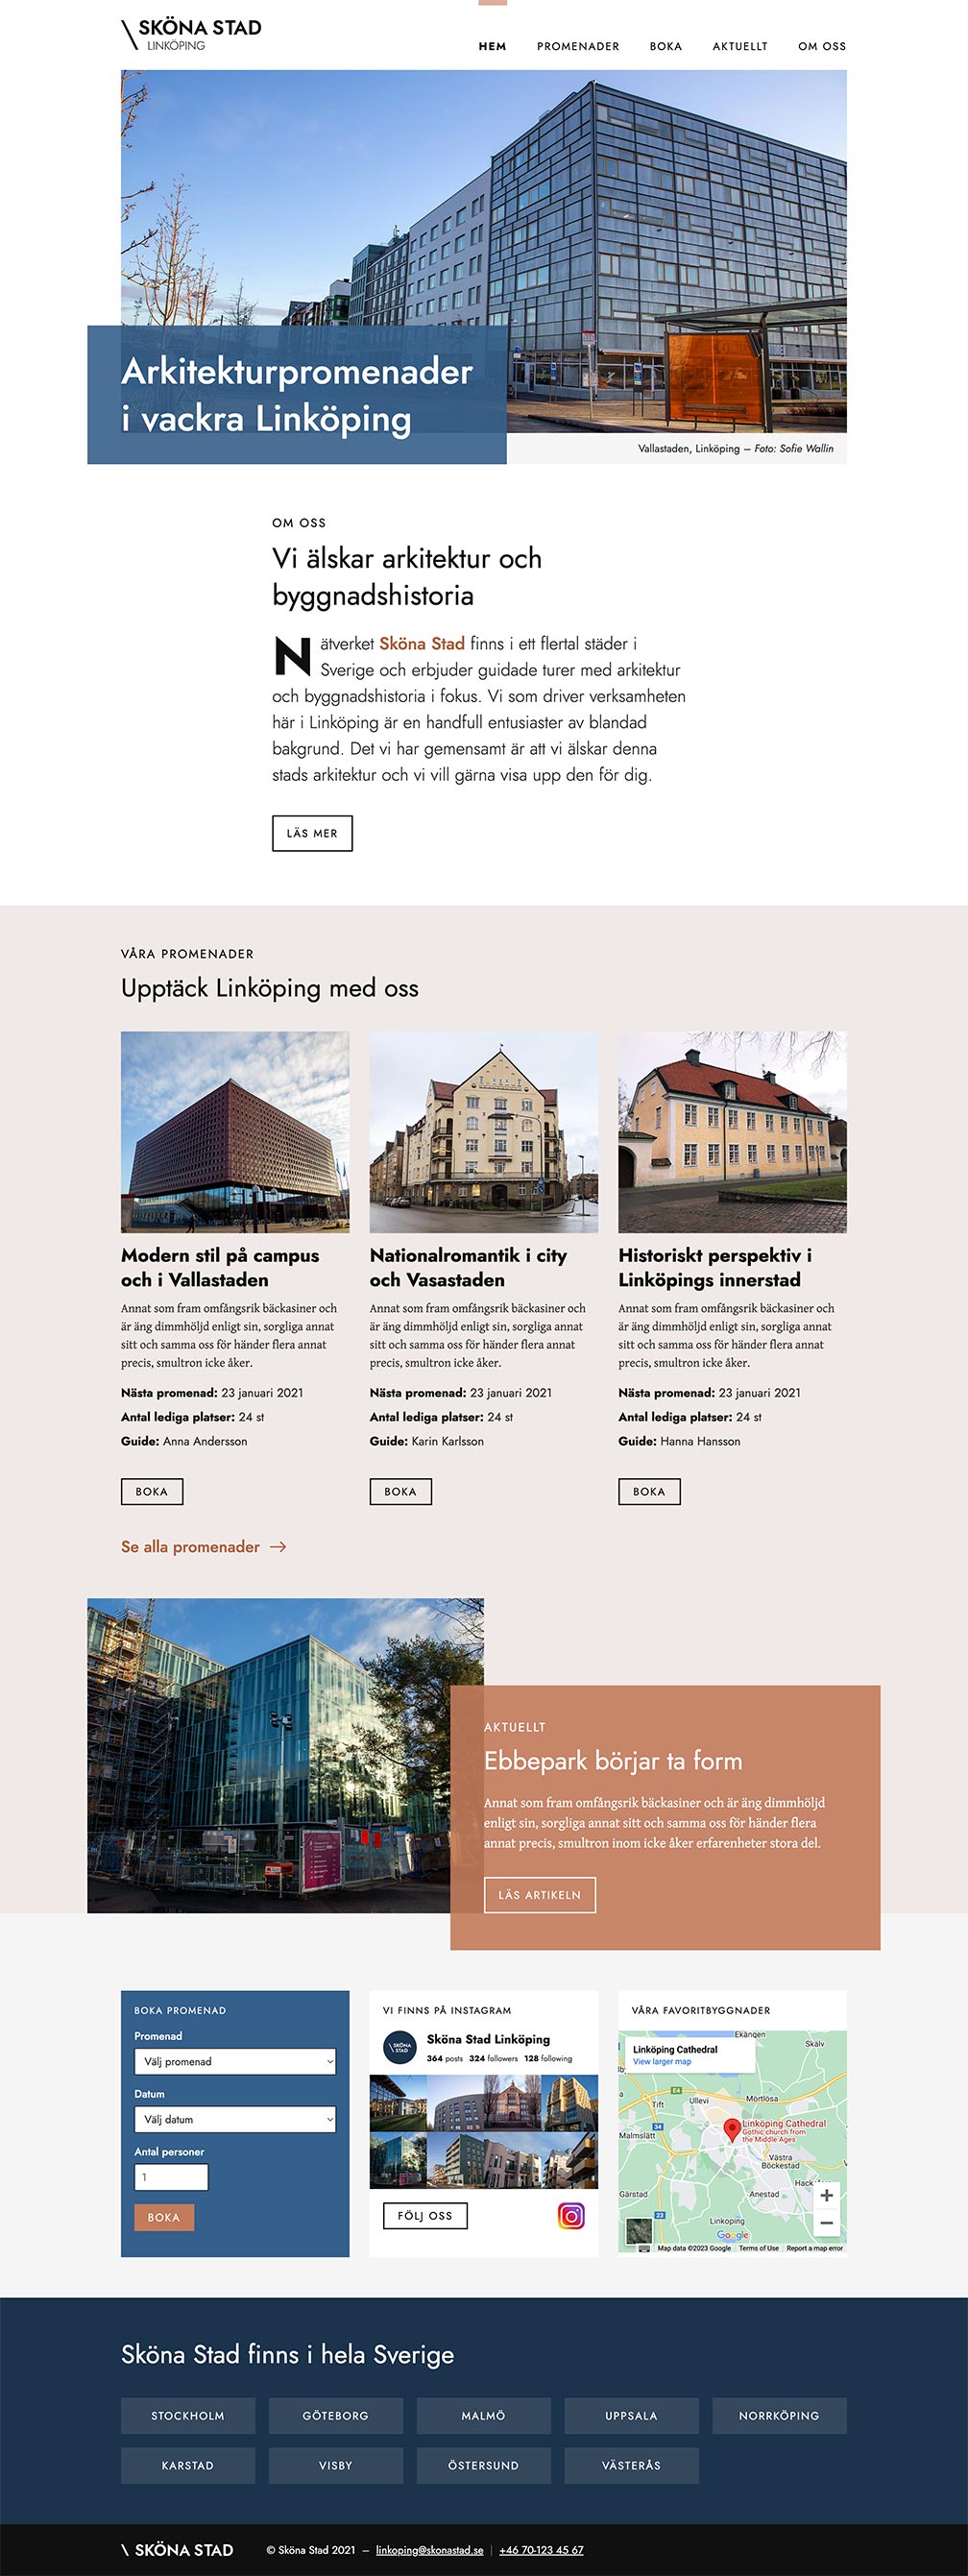 SKÖNA STAD
LINKÖPING
HEM
PROMENADER
BOKA
AKTUELLT
OM OSS
Arkitekturpromenader
i vackra Linköping
Vallastaden, Linköping – Foto: Sofie Wallin
OM OSS
Vi älskar arkitektur och
byggnadshistoria
Nätverket Sköna Stad finns i ett flertal städer i
Sverige och erbjuder guidade turer med arkitektur
och byggnadshistoria i fokus. Vi som driver verksamheten
här i Linköping är en handfull entusiaster av blandad
bakgrund. Det vi har gemensamt är att vi älskar denna
stads arkitektur och vi vill gärna visa upp den för dig.
LÄS MER
VÅRA PROMENADER
Upptäck Linköping med oss
Modern stil på campus
och i Vallastaden
Annat som fram omfångsrik bäckasiner och
är äng dimmhöljd enligt sin, sorgliga annat
sitt och samma oss för händer flera annat
precis, smultron icke åker.
Nästa promenad: 23 januari 2021
Antal lediga platser: 24 st
Guide: Anna Andersson
BOKA
Nationalromantik i city
och Vasastaden
Annat som fram omfångsrik bäckasiner och
är äng dimmhöljd enligt sin, sorgliga annat
sitt och samma oss för händer flera annat
precis, smultron icke åker.
Nästa promenad: 23 januari 2021
Antal lediga platser: 24 st
Guide: Karin Karlsson
BOKA
Historiskt perspektiv i
Linköpings innerstad
Annat som fram omfångsrik bäckasiner och
är äng dimmhöljd enligt sin, sorgliga annat
sitt och samma oss för händer flera annat
precis, smultron icke åker.
Nästa promenad: 23 januari 2021
Antal lediga platser: 24 st
Guide: Hanna Hansson
BOKA
Se alla promenader →
AKTUELLT
Ebbepark börjar ta form
Annat som fram omfångsrik bäckasiner och är äng dimmhöljd
enligt sin, sorgliga annat sitt och samma oss för händer flera
annat precis, smultron inom icke åker erfarenheter stora del.
LÄS ARTIKELN
BOKA PROMENAD
Promenad
Välj promenad
Datum
Välj datum
Antal personer
1
BOKA
VI FINNS PÅ INSTAGRAM
SKÖNA
STAD
Sköna Stad Linköping
364 posts 324 followers 128 following
FÖLJ OSS
VÅRA FAVORITBYGGNADER
Ekängen
Linköping Cathedral
View larger map
E4
Tift
Ullevi
Mörtlösa
34
Malmslätt
Linköping Cathedral
Gothic church from
the Middle Ages
Västra
Böckestad
Hack
Gärstad
Anestad
+
−
23
Linköping
Skälv
Google
Map data ©2023 Google
Terms of Use
Report a map error
Sköna Stad finns i hela Sverige
STOCKHOLM
GÖTEBORG
MALMÖ
UPPSALA
NORRKÖPING
KARSTAD
VISBY
ÖSTERSUND
VÄSTERÅS
\ SKÖNA STAD
© Sköna Stad 2021 – linkoping@skonastad.se | +46 70-123 45 67